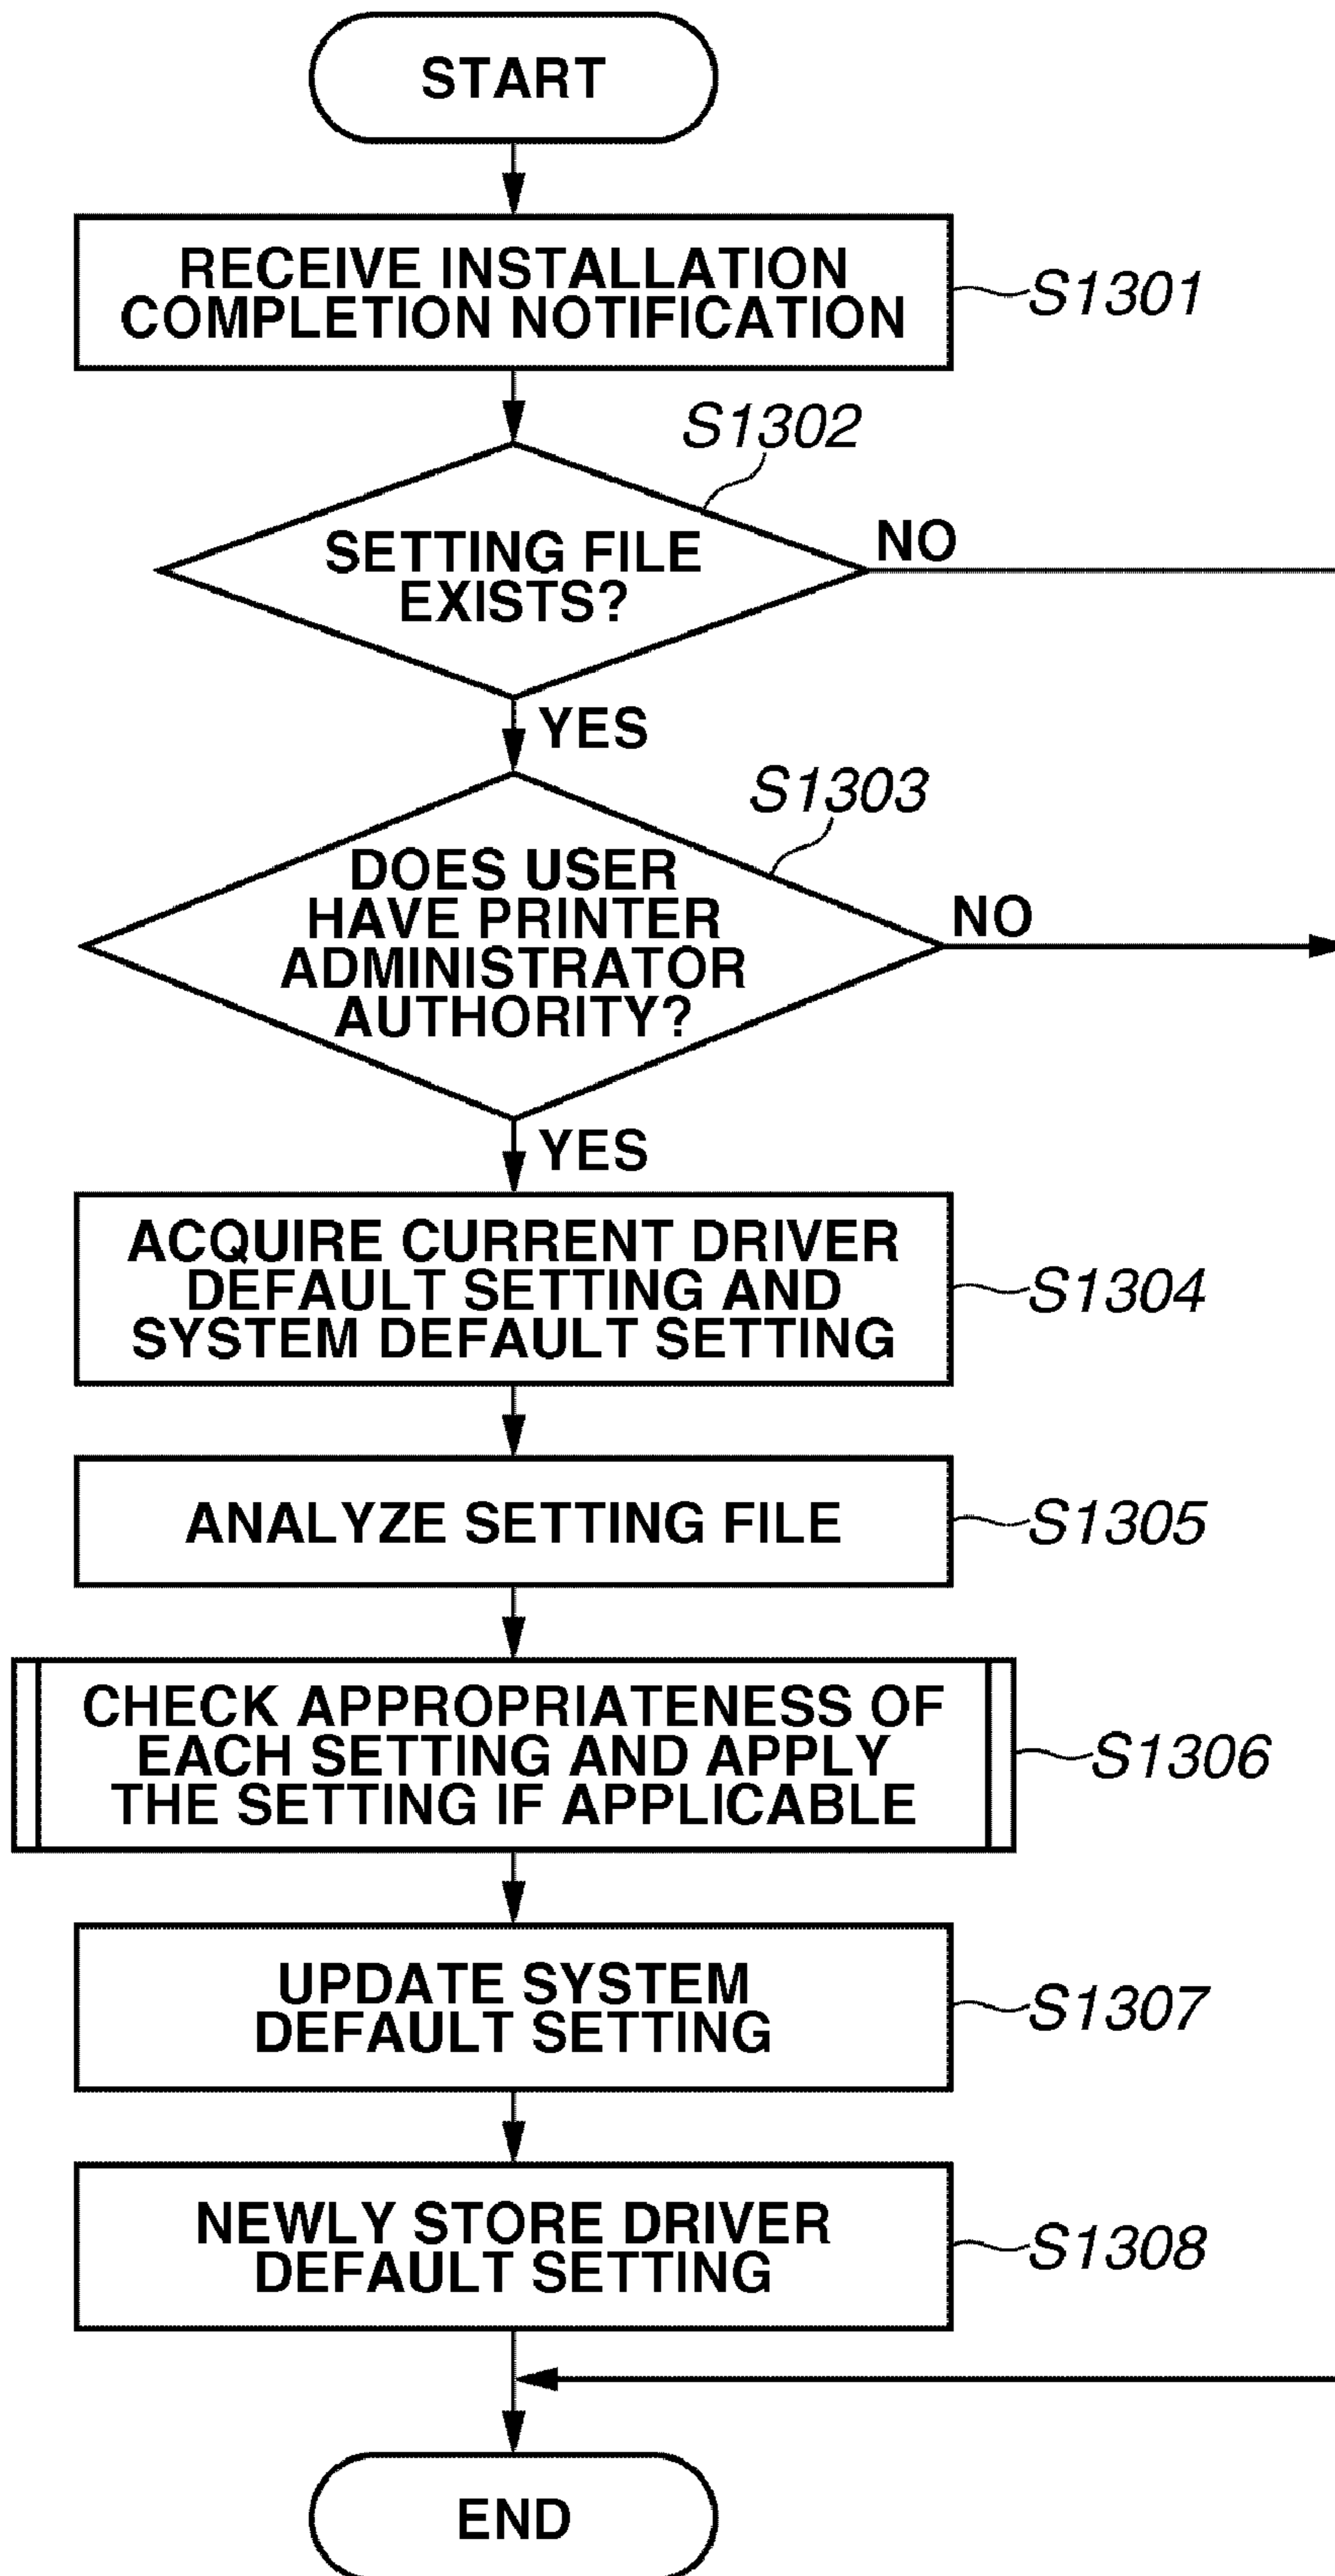 START
RECEIVE INSTALLATION
COMPLETION NOTIFICATION
S1301
S1302
SETTING FILE
EXISTS?
NO
YES
S1303
DOES USER
HAVE PRINTER
ADMINISTRATOR
AUTHORITY?
NO
YES
ACQUIRE CURRENT DRIVER
DEFAULT SETTING AND
SYSTEM DEFAULT SETTING
S1304
ANALYZE SETTING FILE
S1305
CHECK APPROPRIATENESS OF
EACH SETTING AND APPLY
THE SETTING IF APPLICABLE
S1306
UPDATE SYSTEM
DEFAULT SETTING
S1307
NEWLY STORE DRIVER
DEFAULT SETTING
S1308
END